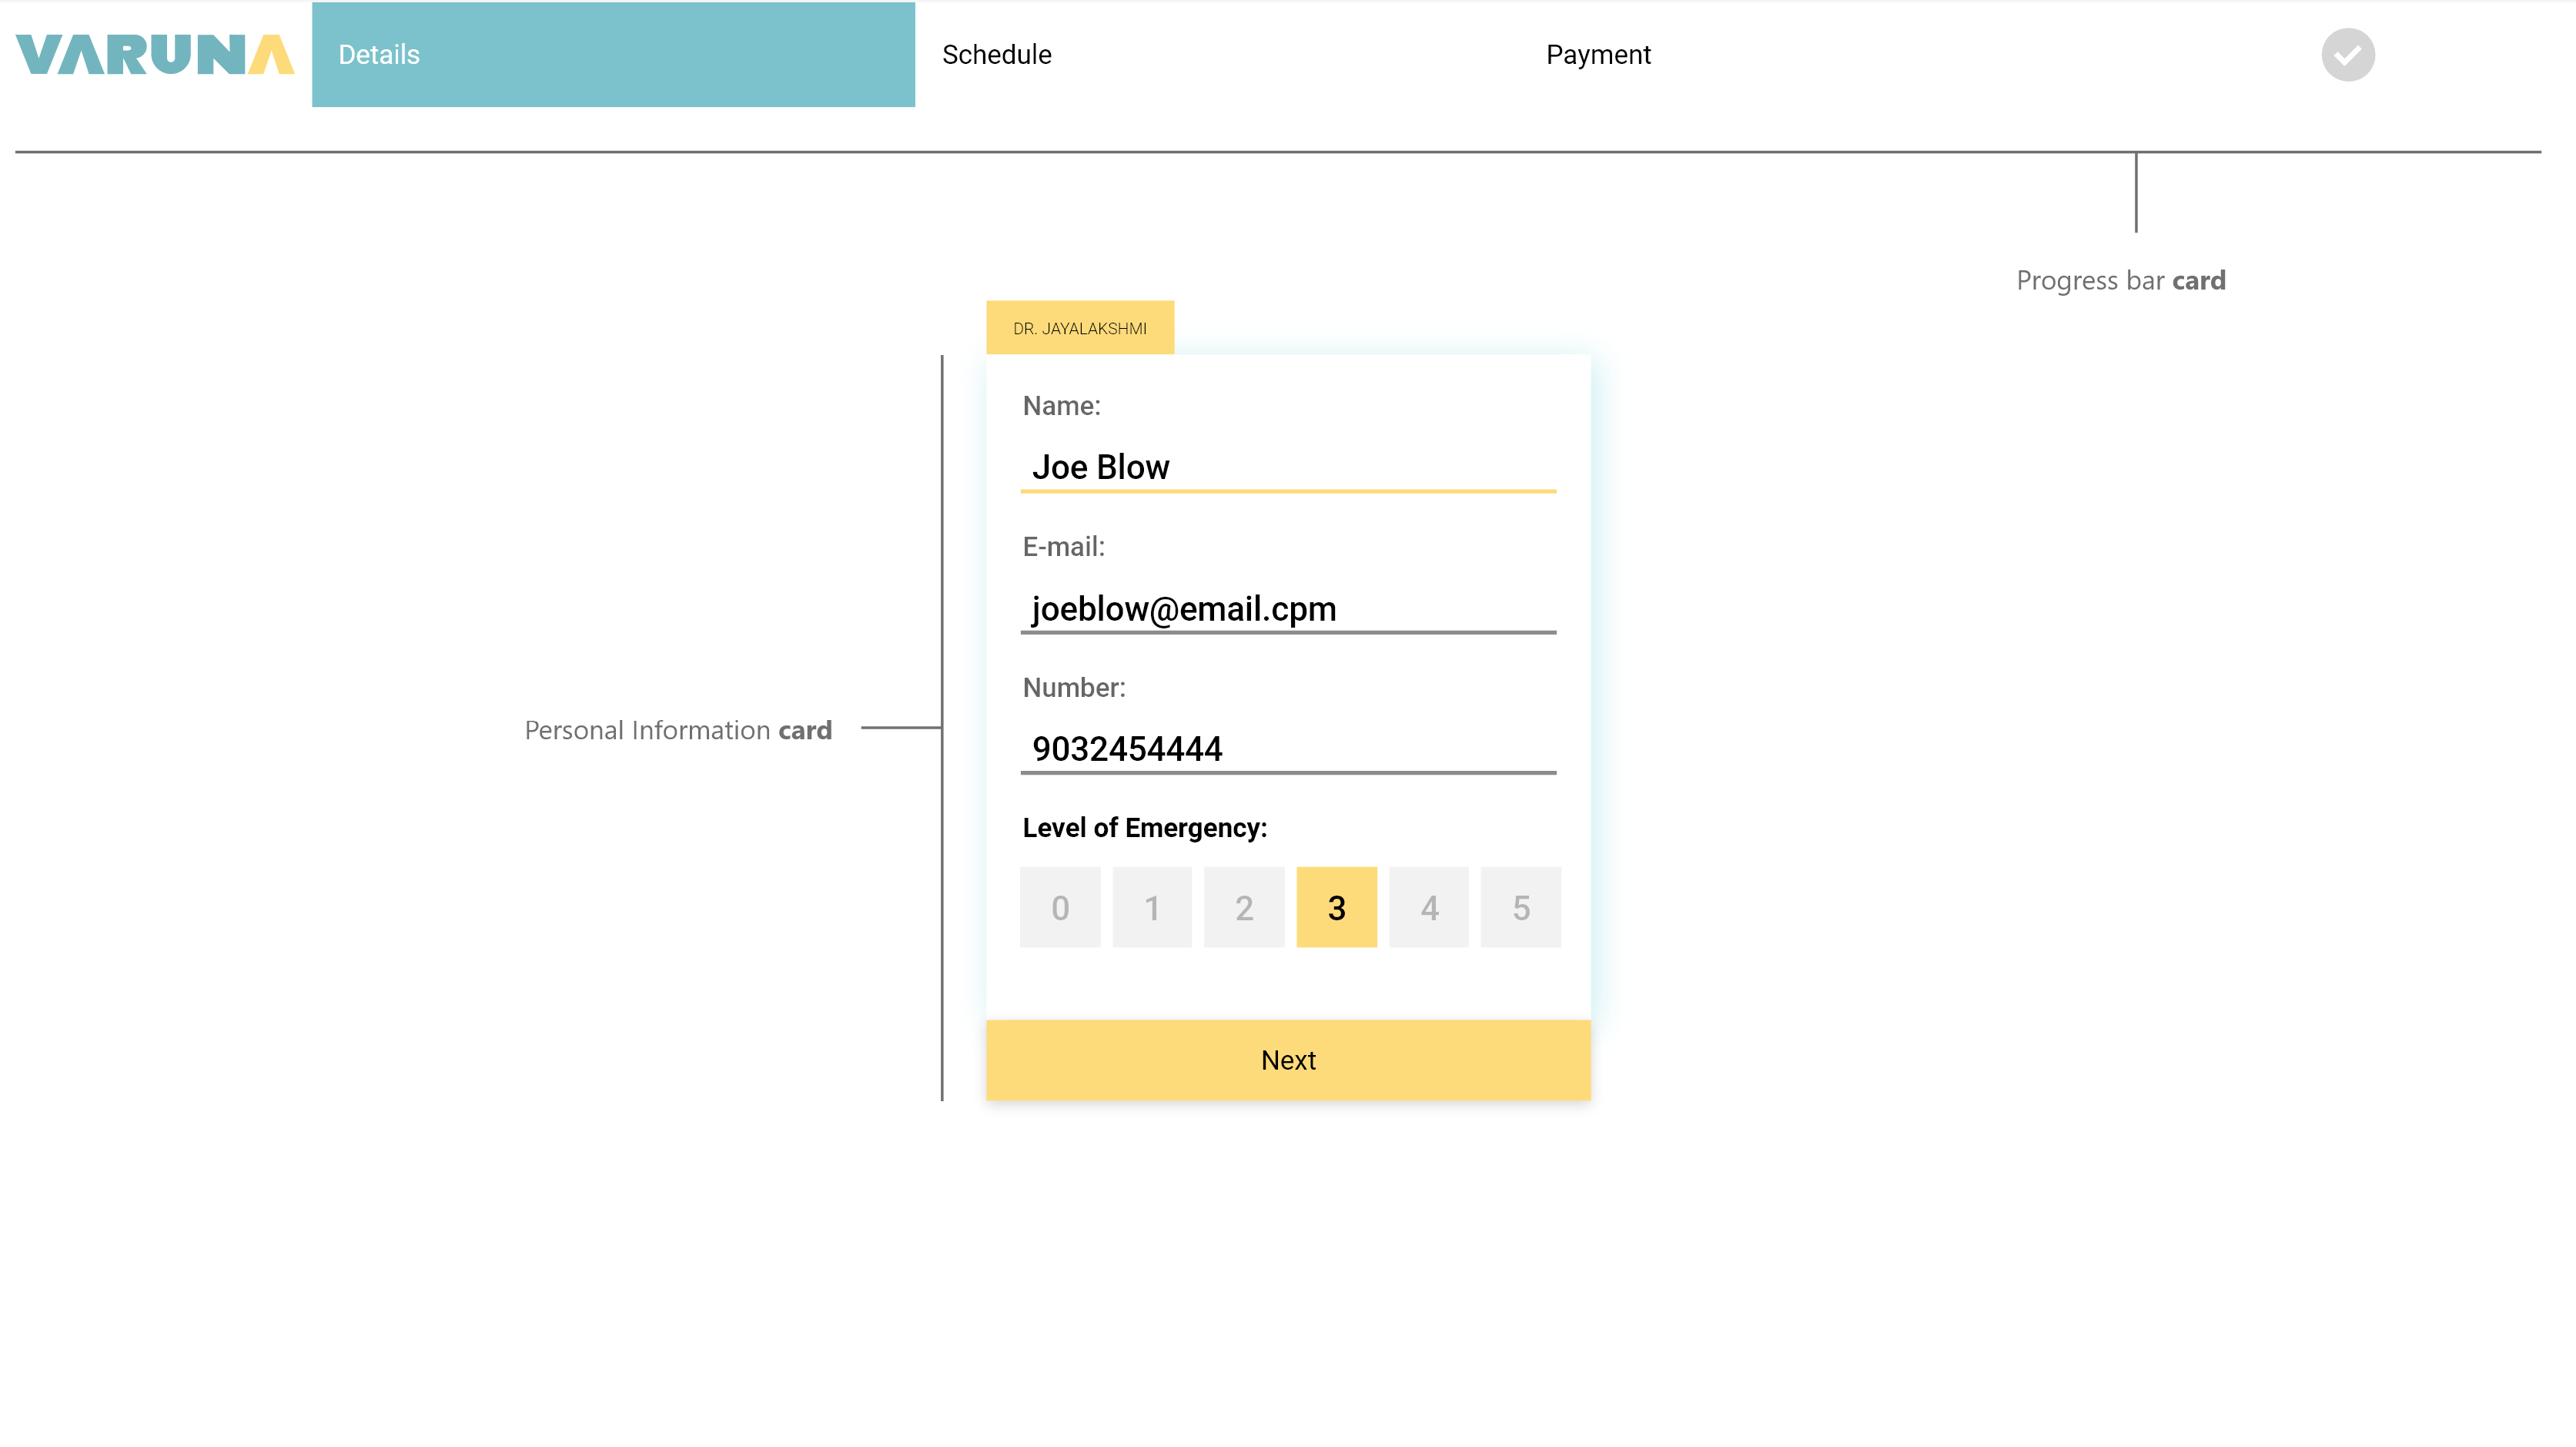 VARUNA
Details
Schedule
Payment
Progress bar card
DR. JAYALAKSHMI
Name:
Joe Blow
E-mail:
joeblow@email.cpm
Number:
9032454444
Personal Information card
Level of Emergency:
0 1 2 3 4 5
Next